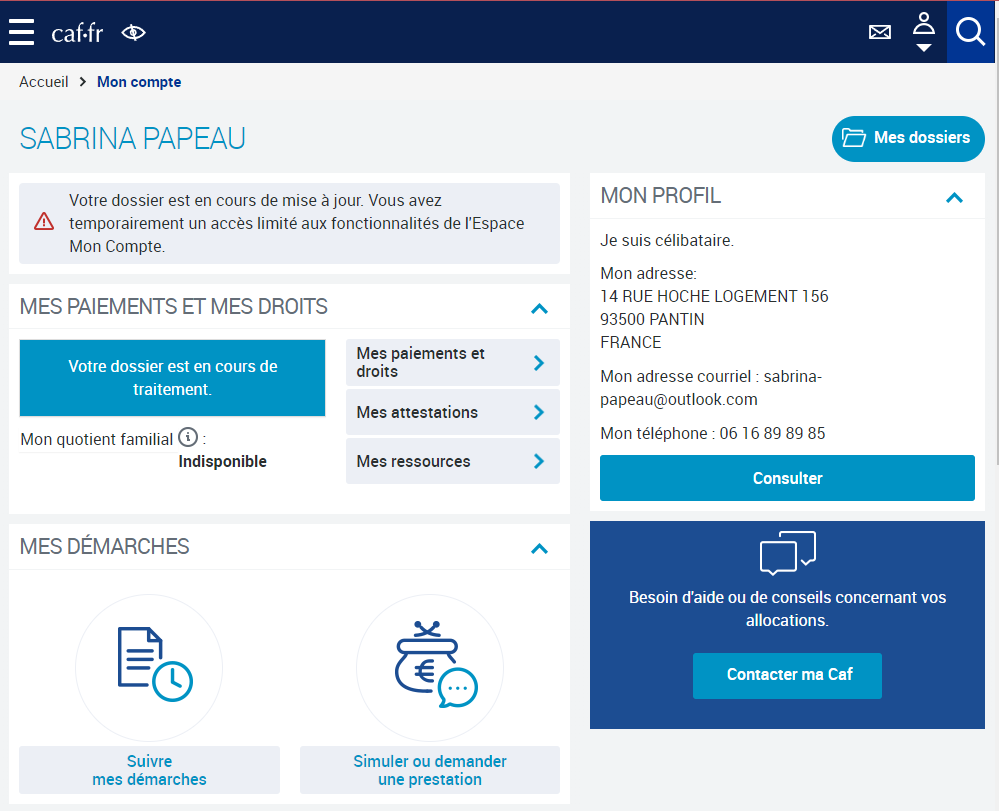 caf.fr
Accueil > Mon compte
SABRINA PAPEAU
Mes dossiers
Votre dossier est en cours de mise à jour. Vous avez
temporairement un accès limité aux fonctionnalités de l'Espace
Mon Compte.
MES PAIEMENTS ET MES DROITS
Votre dossier est en cours de
traitement.
Mon quotient familial i :
Indisponible
Mes paiements et
droits
Mes attestations
Mes ressources
MES DÉMARCHES
Suivre
mes démarches
Simuler ou demander
une prestation
MON PROFIL
Je suis célibataire.
Mon adresse:
14 RUE HOCHE LOGEMENT 156
93500 PANTIN
FRANCE
Mon adresse courriel : sabrina-
papeau@outlook.com
Mon téléphone : 06 16 89 89 85
Consulter
Besoin d'aide ou de conseils concernant vos
allocations.
Contacter ma Caf